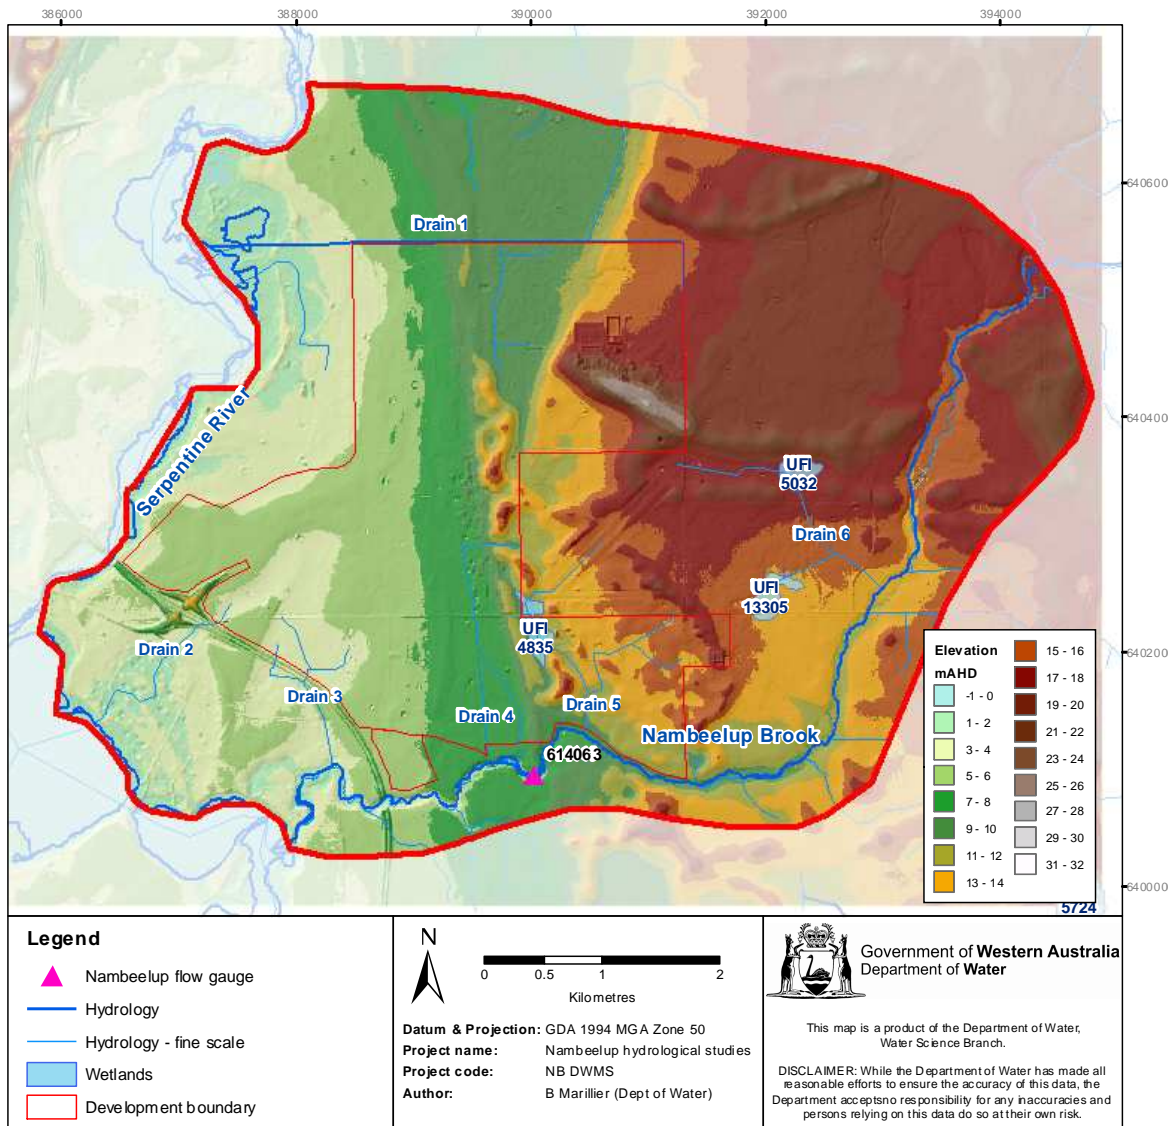 386000
388000
390000
392000
394000
640600
640400
640000
Drain 1
Serpentine River
UFI
5032
Drain 6
UFI
13305
UFI
4835
Drain 2
Drain 3
Drain 4
Drain 5
Nambeelup Brook
614063
Elevation
mAHD
-1 - 0
1 - 2
3 - 4
5 - 6
7 - 8
9 - 10
11 - 12
13 - 14
15 - 16
17 - 18
19 - 20
21 - 22
23 - 24
25 - 26
27 - 28
29 - 30
31 - 32
5724
Legend
Nambeelup flow gauge
Hydrology
Hydrology - fine scale
Wetlands
Development boundary
N
0 0.5 1 2
Kilometres
Datum & Projection: GDA 1994 MGA Zone 50
Project name: Nambeelup hydrological studies
Project code: NB DWMS
Author: B Marillier (Dept of Water)
Government of Western Australia
Department of Water
This map is a product of the Department of Water,
Water Science Branch.
DISCLAIMER: While the Department of Water has made all
reasonable efforts to ensure the accuracy of this data, the
Department acceptsno responsibility for any inaccuracies and
persons relying on this data do so at their own risk.